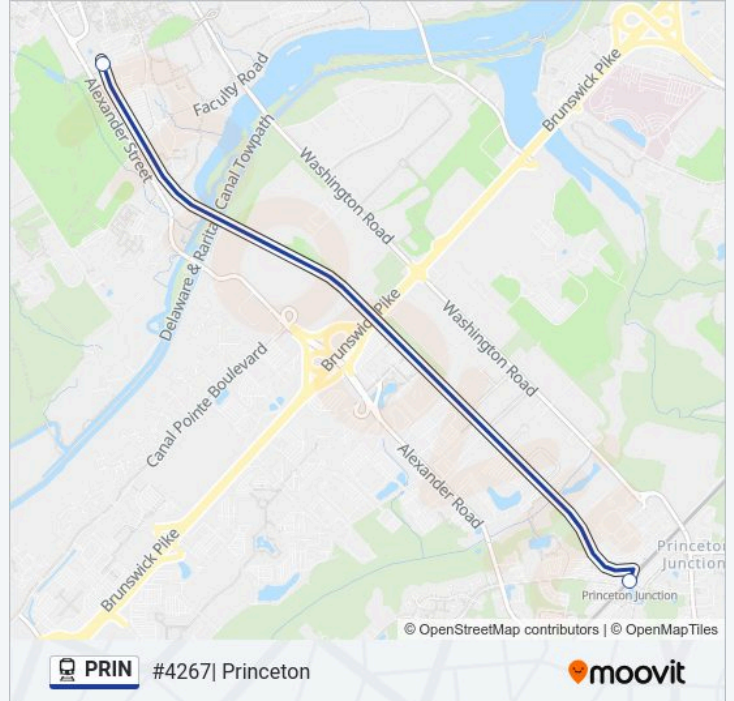 Faculty Road
Alexander Street
Brunswick Pike
Delaware & Raritan Canal Towpath
Washington Road
Brunswick Pike
Washington Road
Canal Pointe Boulevard
Alexander Road
Brunswick Pike
Princeton
Junction
Princeton Junction
© OpenStreetMap contributors | © OpenMapTiles
PRIN #4267| Princeton
moovit